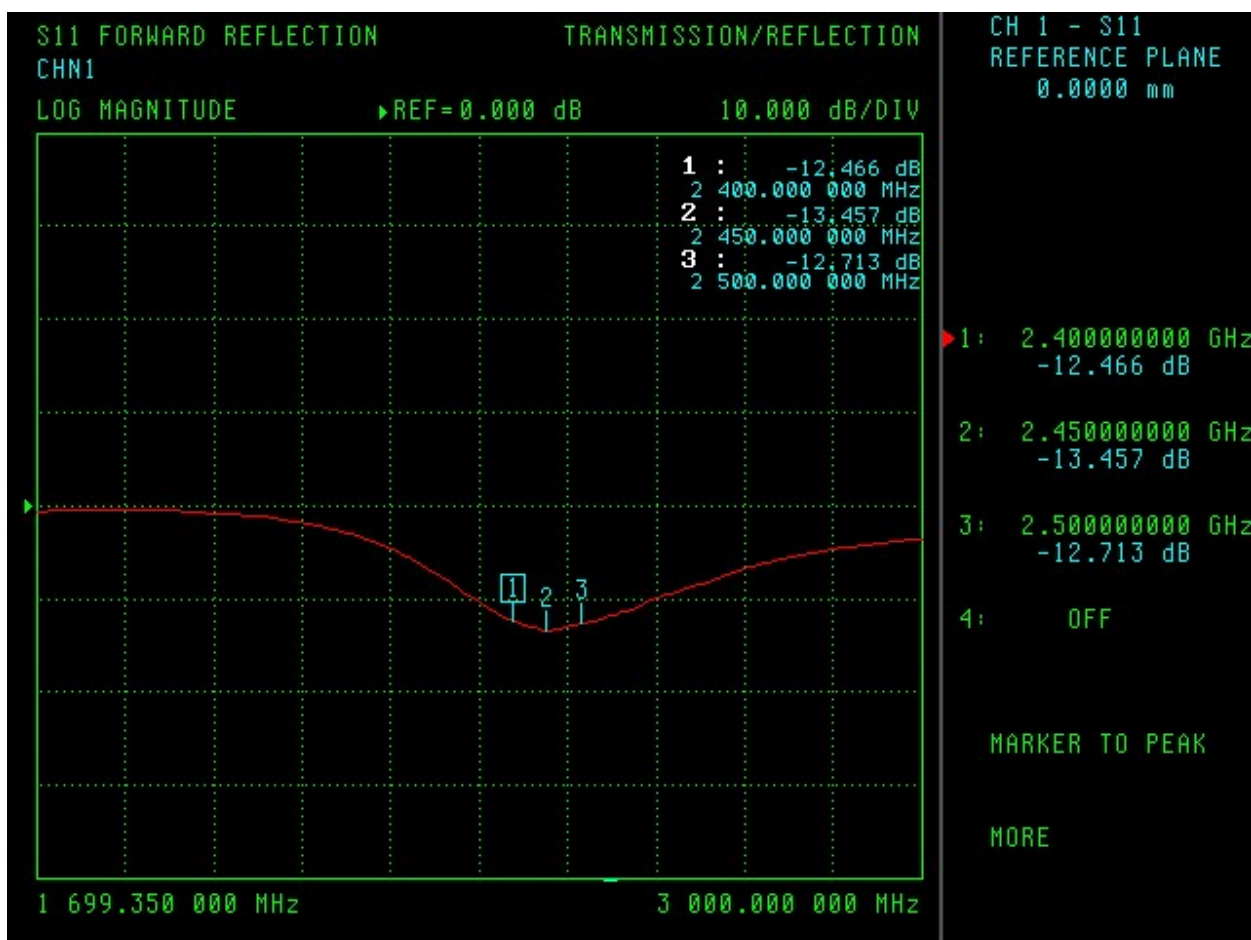 S11 FORWARD REFLECTION TRANSMISSION/REFLECTION
CHN1
LOG MAGNITUDE ▶REF=0.000 dB 10.000 dB/DIV
1 : -12.466 dB
2 400.000 000 MHz
2 : -13.457 dB
2 450.000 000 MHz
3 : -12.713 dB
2 500.000 000 MHz
1 2 3
1 699.350 000 MHz 3 000.000 000 MHz
CH 1 - S11
REFERENCE PLANE
0.0000 mm
1: 2.400000000 GHz
-12.466 dB
2: 2.450000000 GHz
-13.457 dB
3: 2.500000000 GHz
-12.713 dB
4: OFF
MARKER TO PEAK
MORE